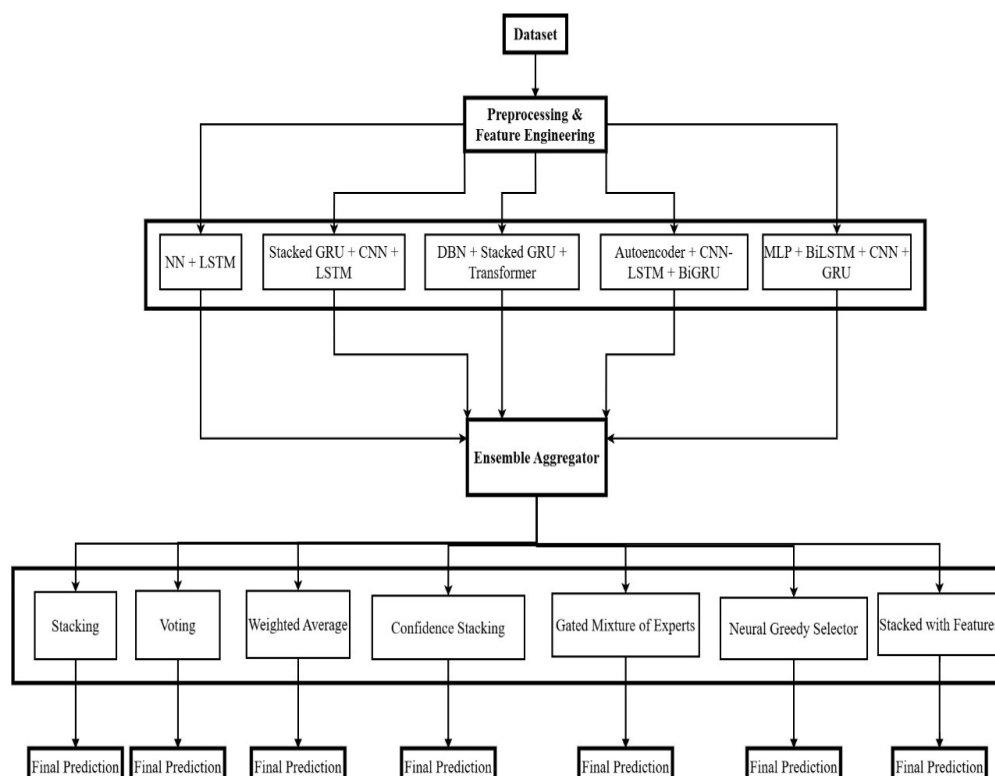 Dataset
Preprocessing &
Feature Engineering
NN + LSTM
Stacked GRU + CNN +
LSTM
DBN + Stacked GRU +
Transformer
Autoencoder + CNN-
LSTM + BiGRU
MLP + BiLSTM + CNN +
GRU
Ensemble Aggregator
Stacking
Voting
Weighted Average
Confidence Stacking
Gated Mixture of Experts
Neural Greedy Selector
Stacked with Features
Final Prediction
Final Prediction
Final Prediction
Final Prediction
Final Prediction
Final Prediction
Final Prediction